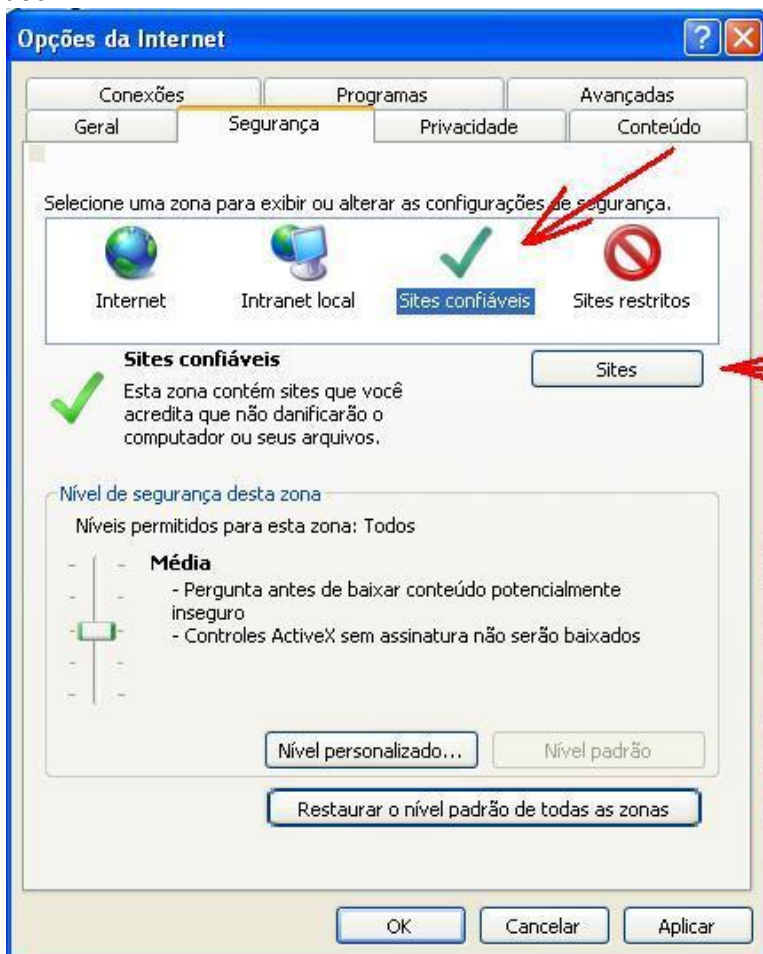 Opções da Internet
Conexões Programas Avançadas
Geral Segurança Privacidade Conteúdo
Selecione uma zona para exibir ou alterar as configurações de segurança.
Internet Intranet local Sites confiáveis Sites restritos
Sites confiáveis
Sites
Esta zona contém sites que você
acredita que não danificarão o
computador ou seus arquivos.
Nível de segurança desta zona
Níveis permitidos para esta zona: Todos
Média
- Pergunta antes de baixar conteúdo potencialmente
inseguro
- Controles ActiveX sem assinatura não serão baixados
Nível personalizado... Nível padrão
Restaurar o nível padrão de todas as zonas
OK Cancelar Aplicar